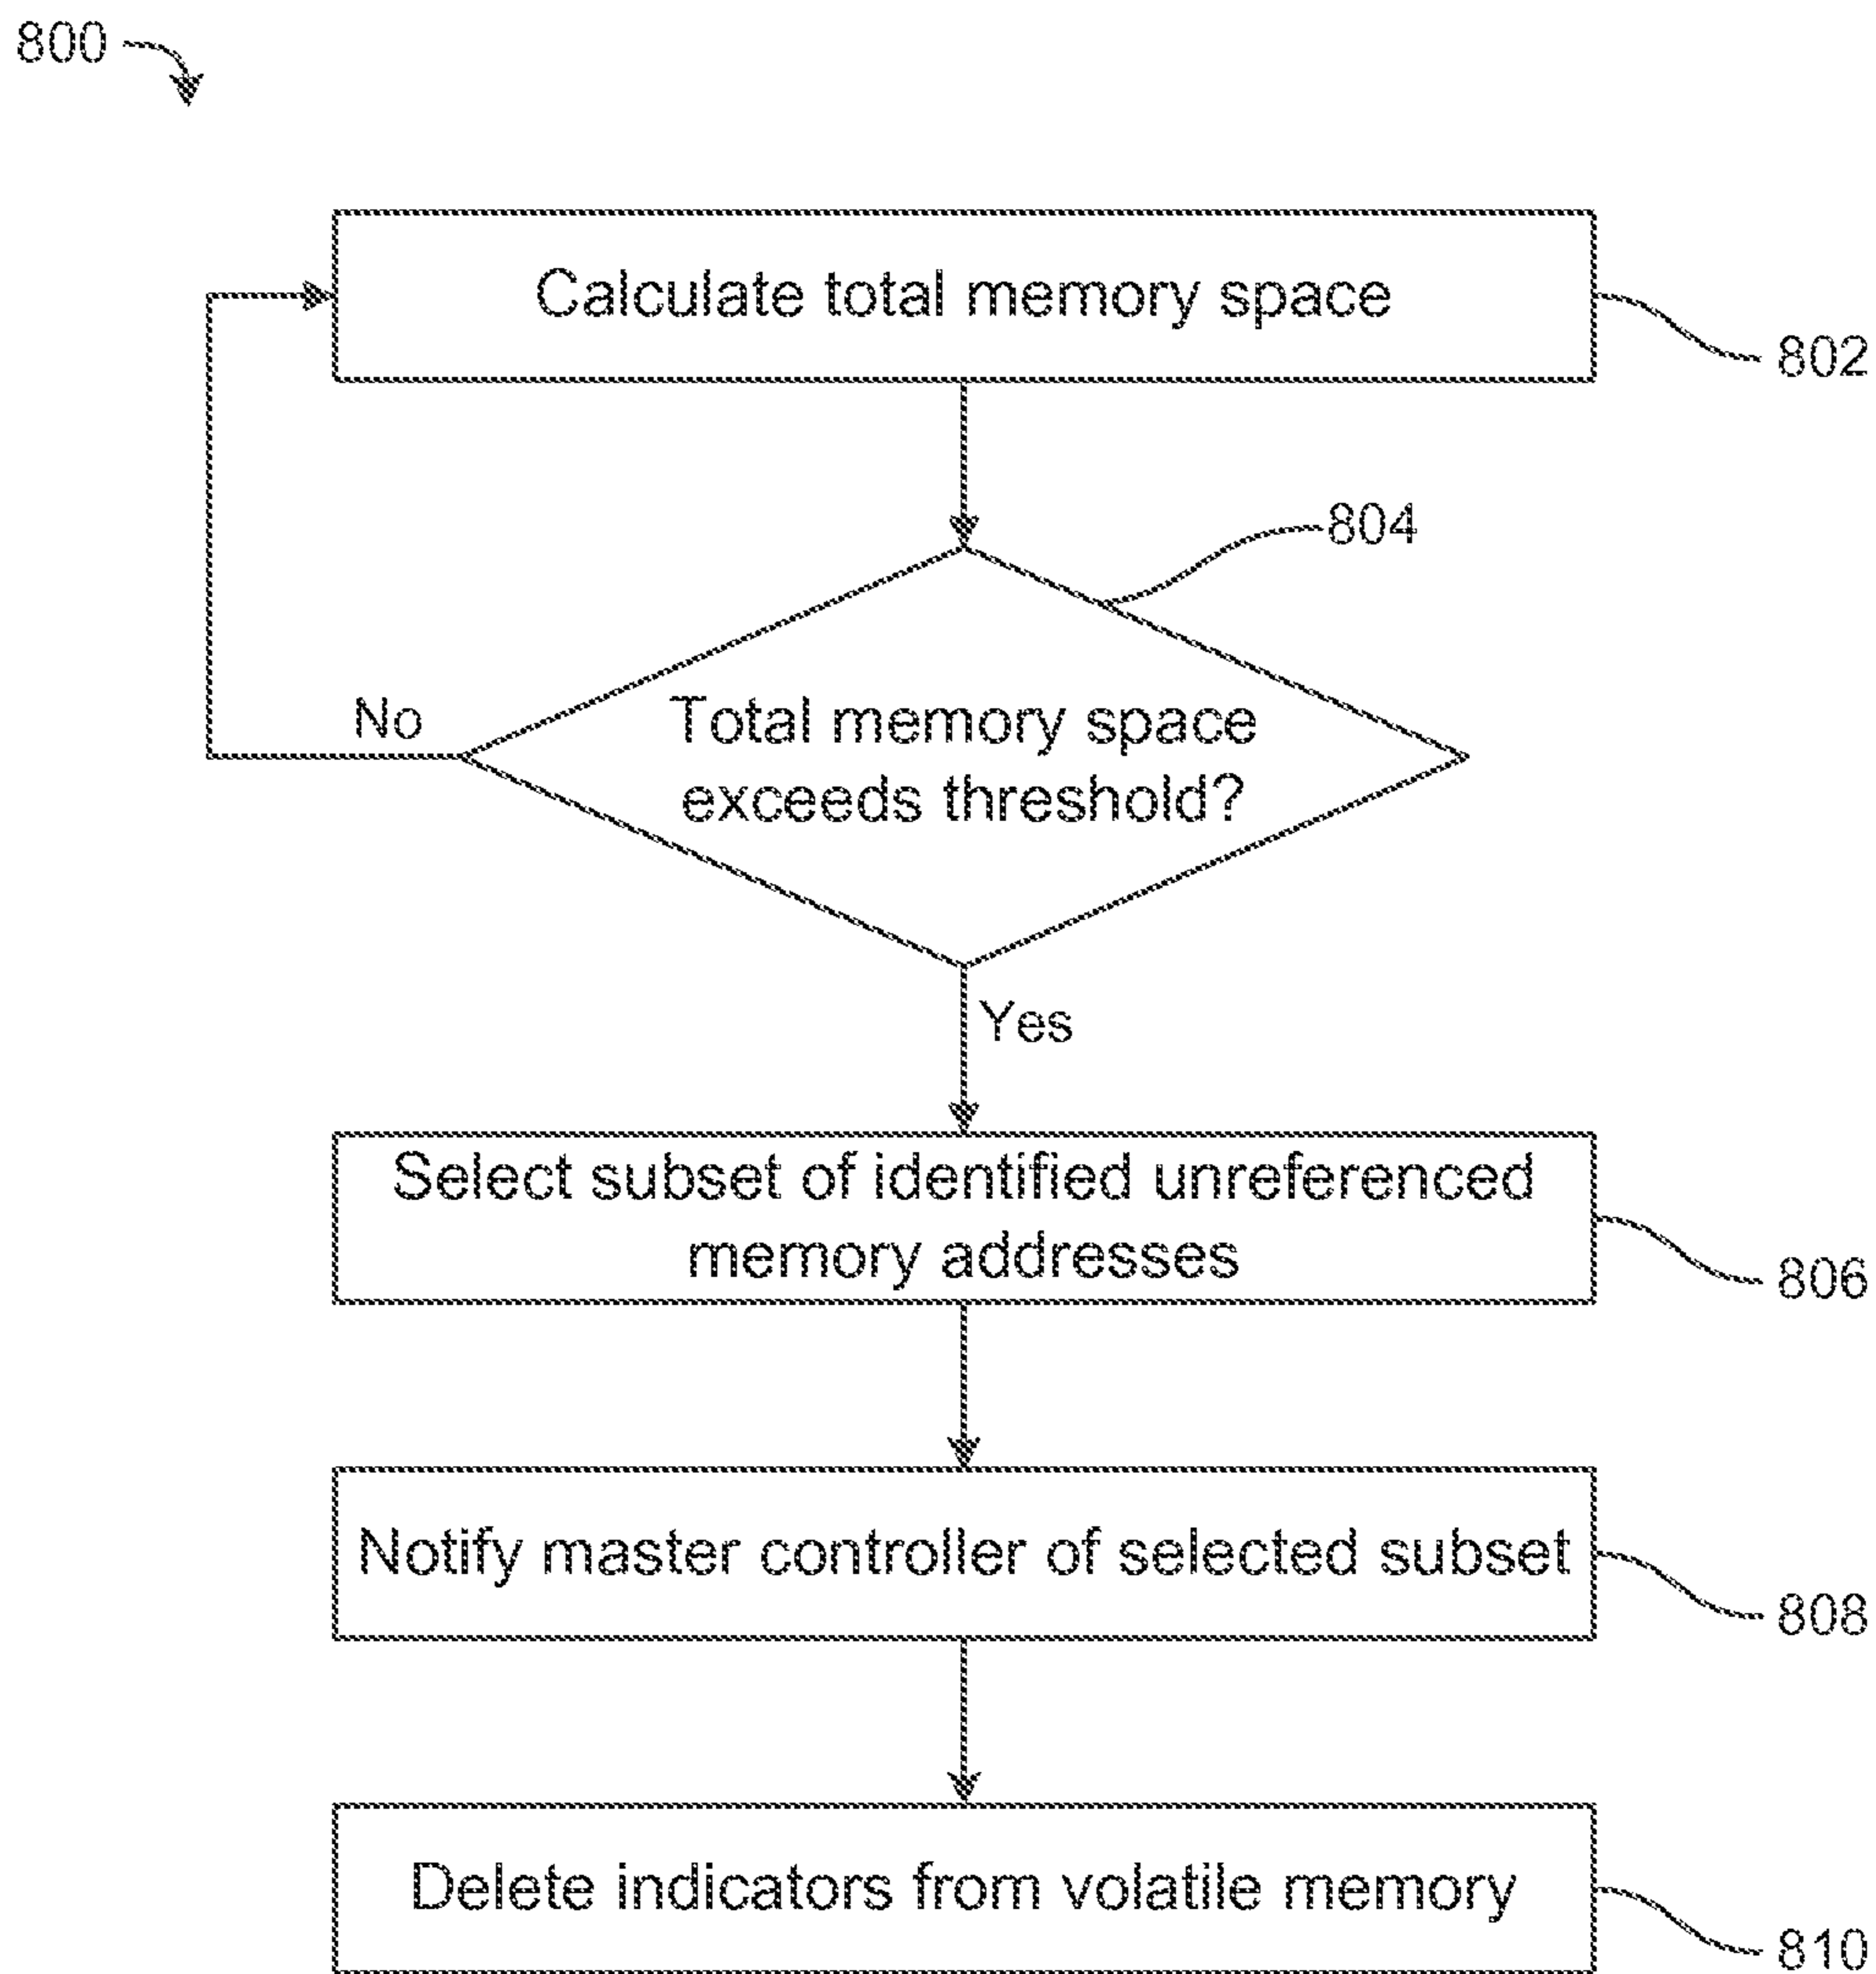 800
Calculate total memory space
802
804
No
Total memory space
exceeds threshold?
Yes
Select subset of identified unreferenced
memory addresses
806
Notify master controller of selected subset
808
Delete indicators from volatile memory
810